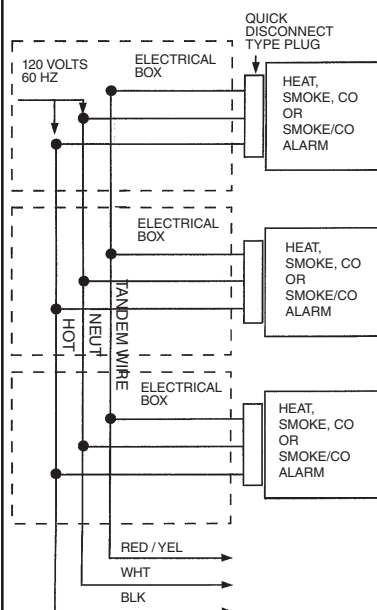 QUICK
DISCONNECT
TYPE PLUG
120 VOLTS
60 HZ
ELECTRICAL
BOX
HEAT,
SMOKE, CO
OR
SMOKE/CO
ALARM
ELECTRICAL
BOX
HEAT,
SMOKE, CO
OR
SMOKE/CO
ALARM
HOT
NEUT
TANDEM WIRE
ELECTRICAL
BOX
HEAT,
SMOKE, CO
OR
SMOKE/CO
ALARM
RED / YEL
WHT
BLK